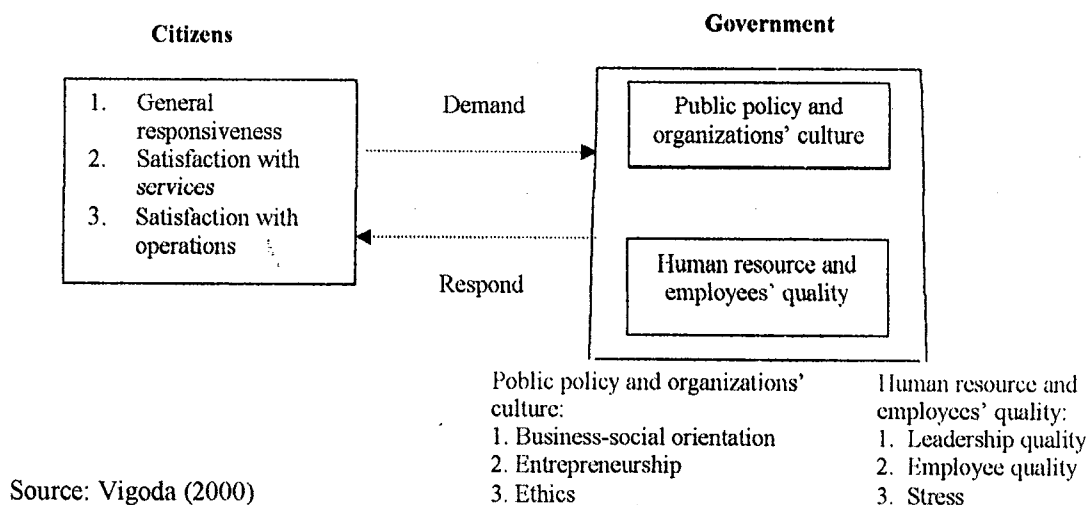 Citizens
Government
1. General
responsiveness
2. Satisfaction with
services
3. Satisfaction with
operations
Demand
Respond
Public policy and
organizations’ culture
Human resource and
employees’ quality
Poblic policy and organizations’
culture:
1. Business-social orientation
2. Entrepreneurship
3. Ethics
Human resource and
employees’ quality:
1. Leadership quality
2. Employee quality
3. Stress
Source: Vigoda (2000)